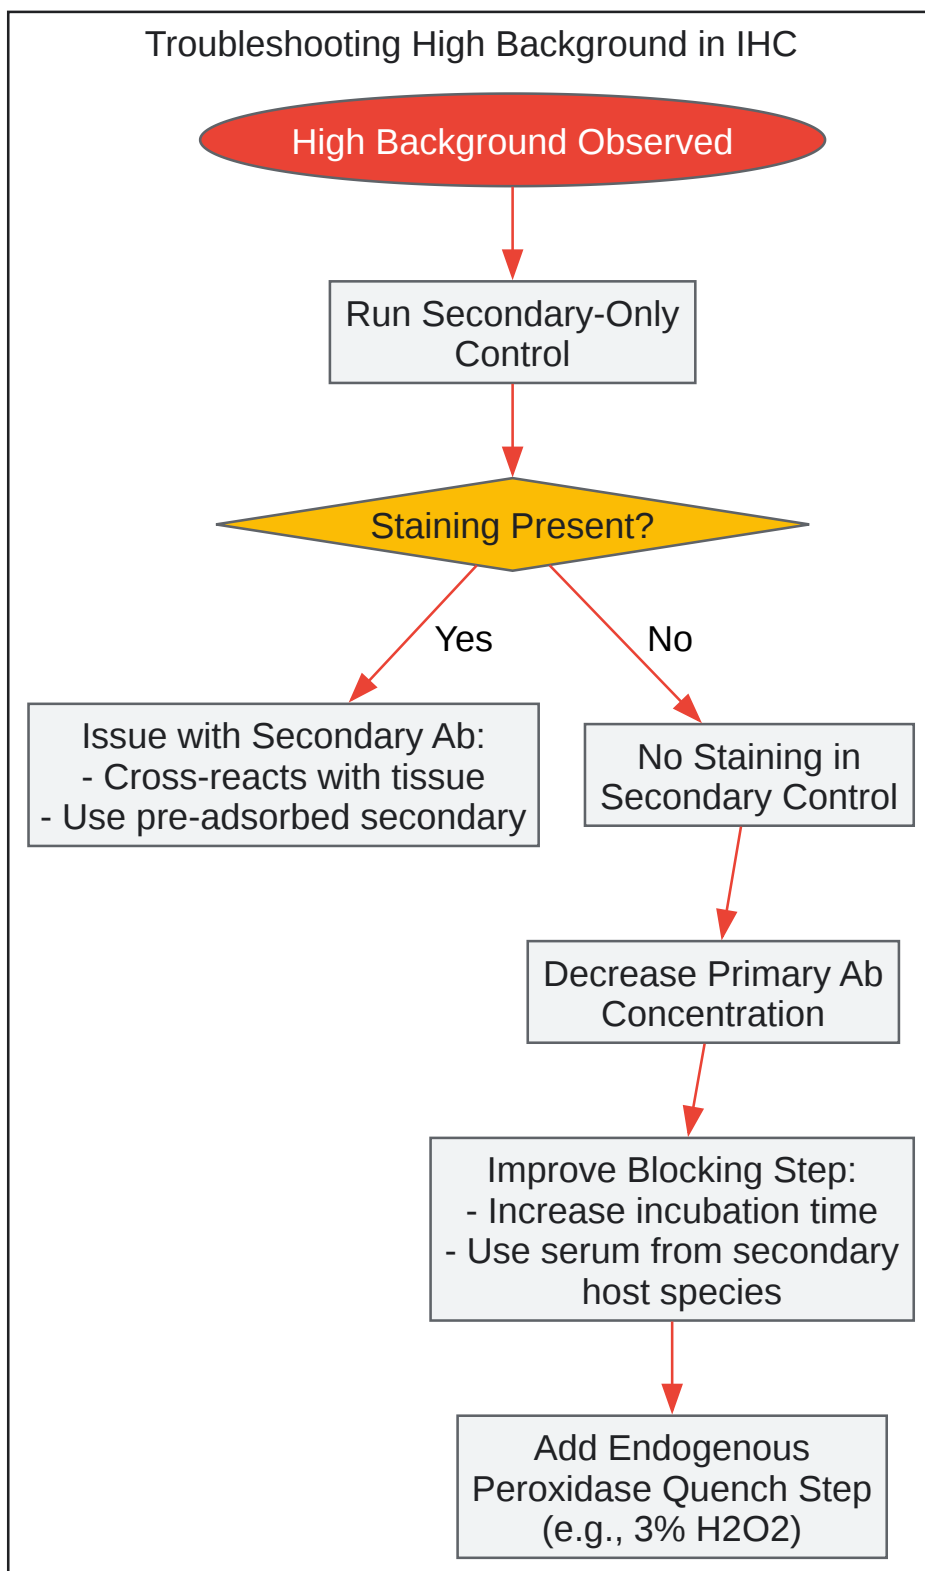 Troubleshooting High Background in IHC
High Background Observed
Run Secondary-Only
Control
Staining Present?
Yes
No
Issue with Secondary Ab:
- Cross-reacts with tissue
- Use pre-adsorbed secondary
No Staining in
Secondary Control
Decrease Primary Ab
Concentration
Improve Blocking Step:
- Increase incubation time
- Use serum from secondary
host species
Add Endogenous
Peroxidase Quench Step
(e.g., 3% H2O2)